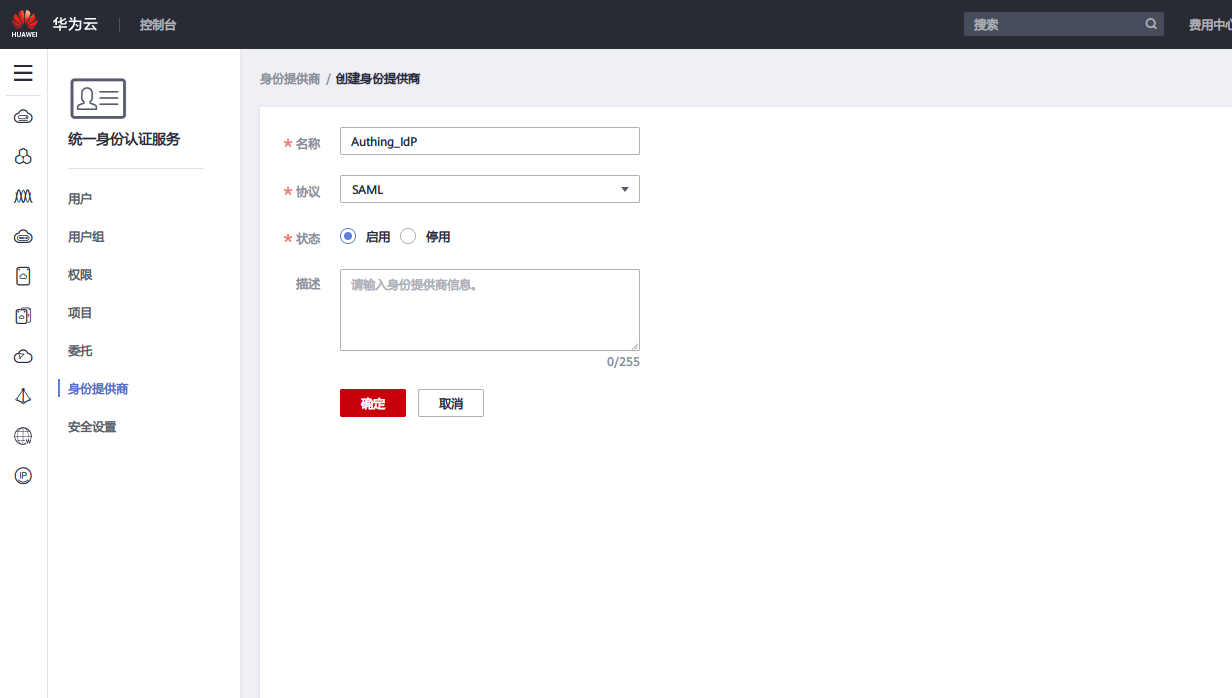 HUAWEI 华为云 控制台 搜索 费用中心
身份提供商 / 创建身份提供商
统一身份认证服务
用户
用户组
权限
项目
委托
身份提供商
安全设置
* 名称 Authing_IdP
* 协议 SAML
* 状态 启用 停用
描述 请输入身份提供商信息。
0/255
确定 取消
W
IP